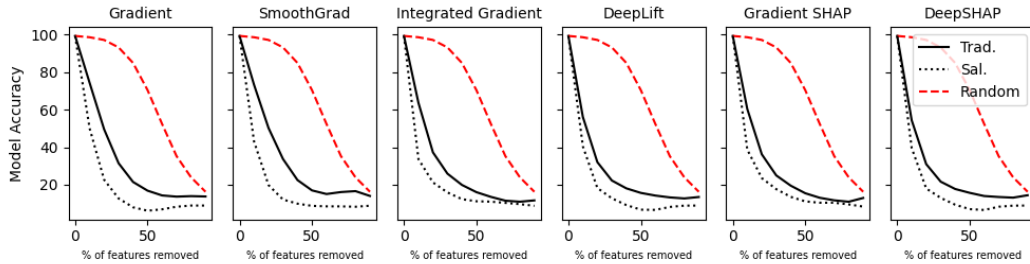 Gradient
SmoothGrad
Integrated Gradient
DeepLift
Gradient SHAP
DeepSHAP
Model Accuracy
100
80
60
40
20
Trad.
Sal.
Random
0 50
0 50
0 50
0 50
0 50
0 50
% of features removed
% of features removed
% of features removed
% of features removed
% of features removed
% of features removed